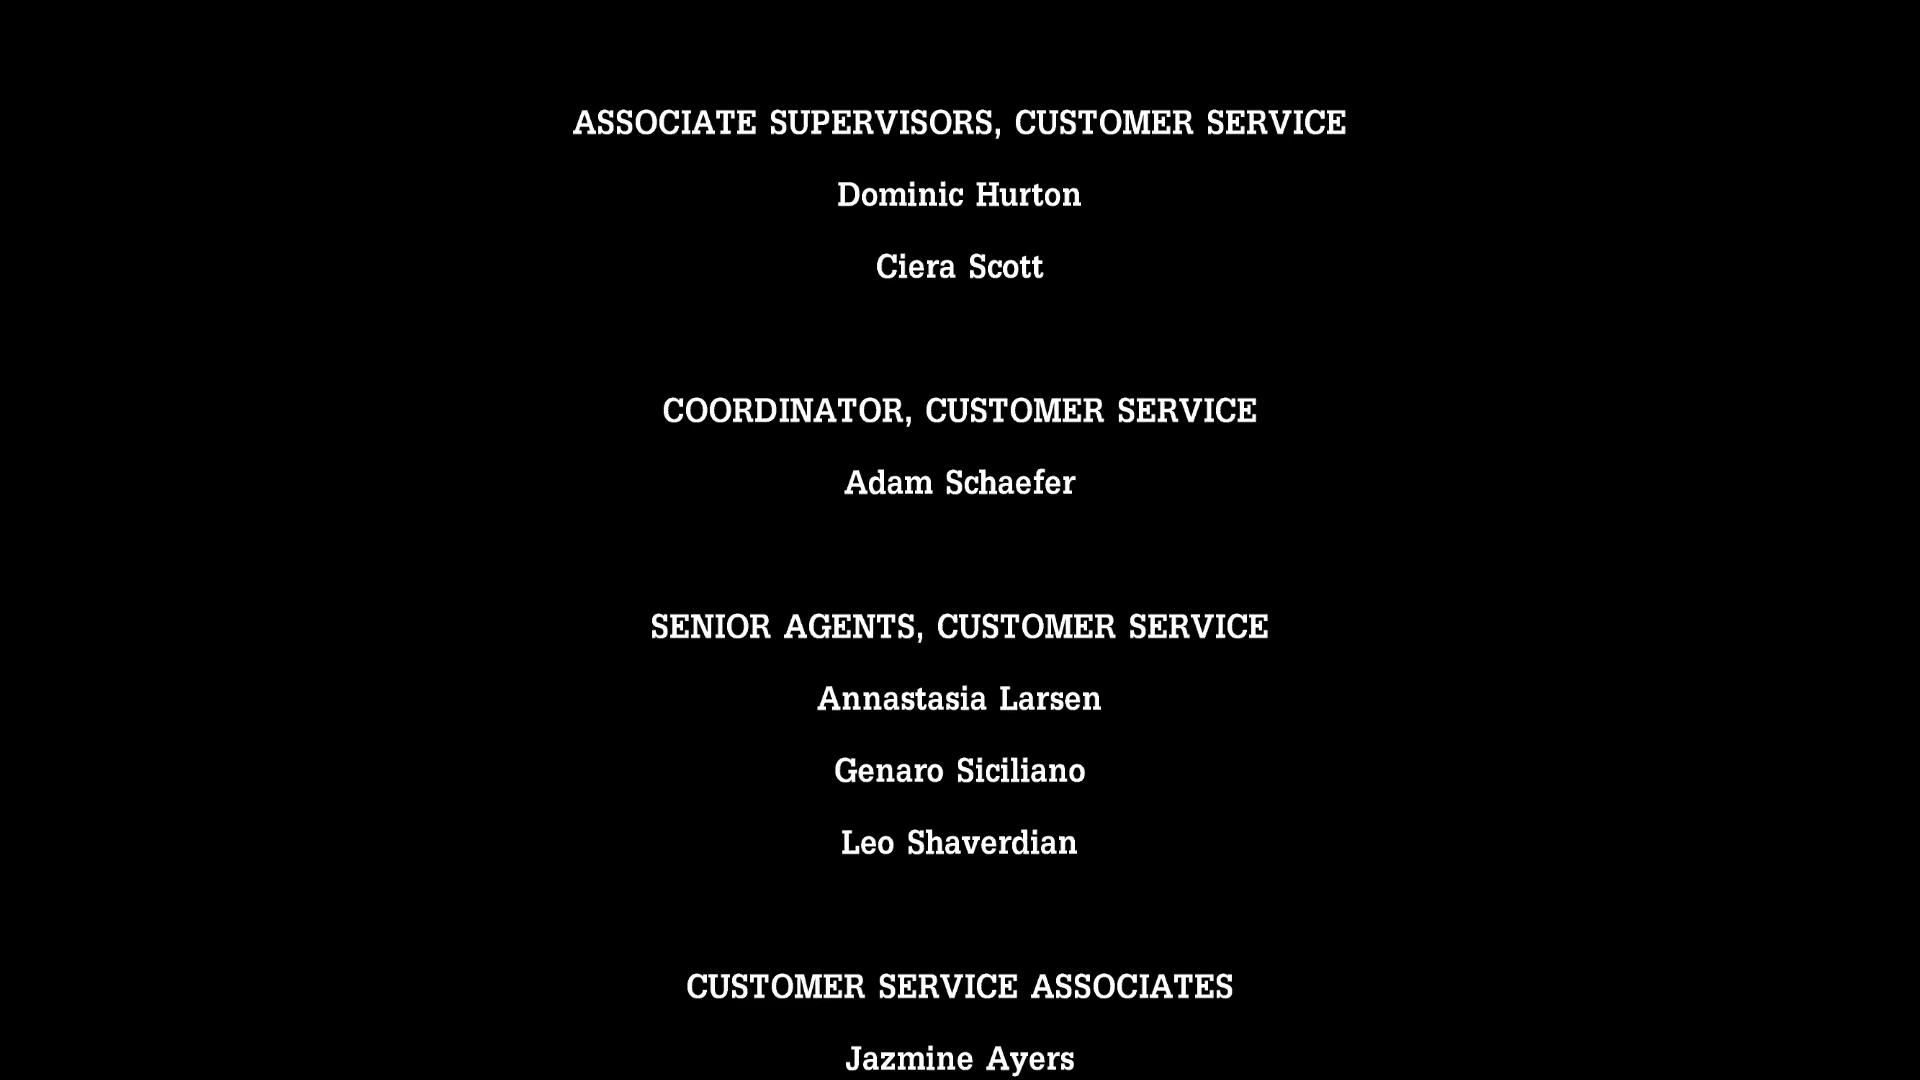 ASSOCIATE SUPERVISORS, CUSTOMER SERVICE
Dominic Hurton
Ciera Scott
COORDINATOR, CUSTOMER SERVICE
Adam Schaefer
SENIOR AGENTS, CUSTOMER SERVICE
Annastasia Larsen
Genaro Siciliano
Leo Shaverdian
CUSTOMER SERVICE ASSOCIATES
Jazmine Ayers